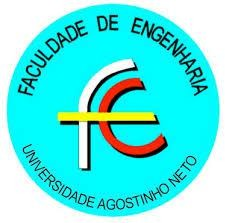 FACULDADE DE ENGENHARIA
fe
UNIVERSIDADE AGOSTINHO NETO